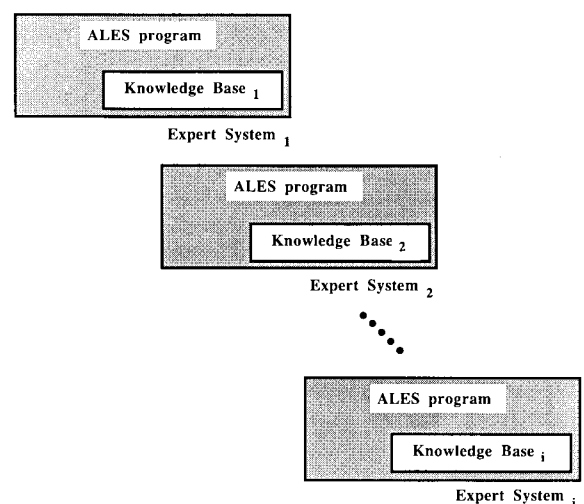 ALES program
Knowledge Base 1
Expert System 1
ALES program
Knowledge Base 2
Expert System 2
ALES program
Knowledge Base i
Expert System i